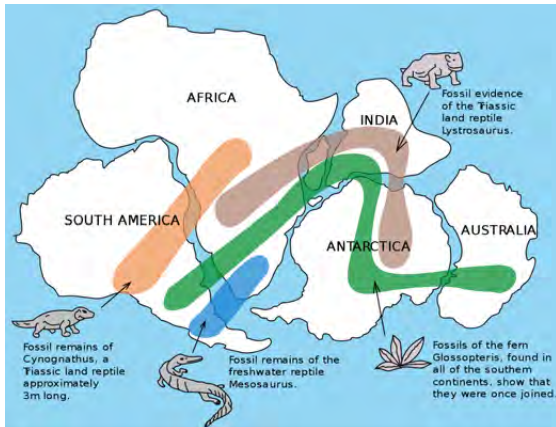 AFRICA
INDIA
Fossil evidence
of the Triassic
land reptile
Lystrosaurus.
SOUTH AMERICA
ANTARCTICA
AUSTRALIA
Fossil remains of
Cynognathus, a
Triassic land reptile
approximately
3m long.
Fossil remains of the
freshwater reptile
Mesosaurus.
Fossils of the fern
Glossopteris, found in
all of the southern
continents, show that
they were once joined.